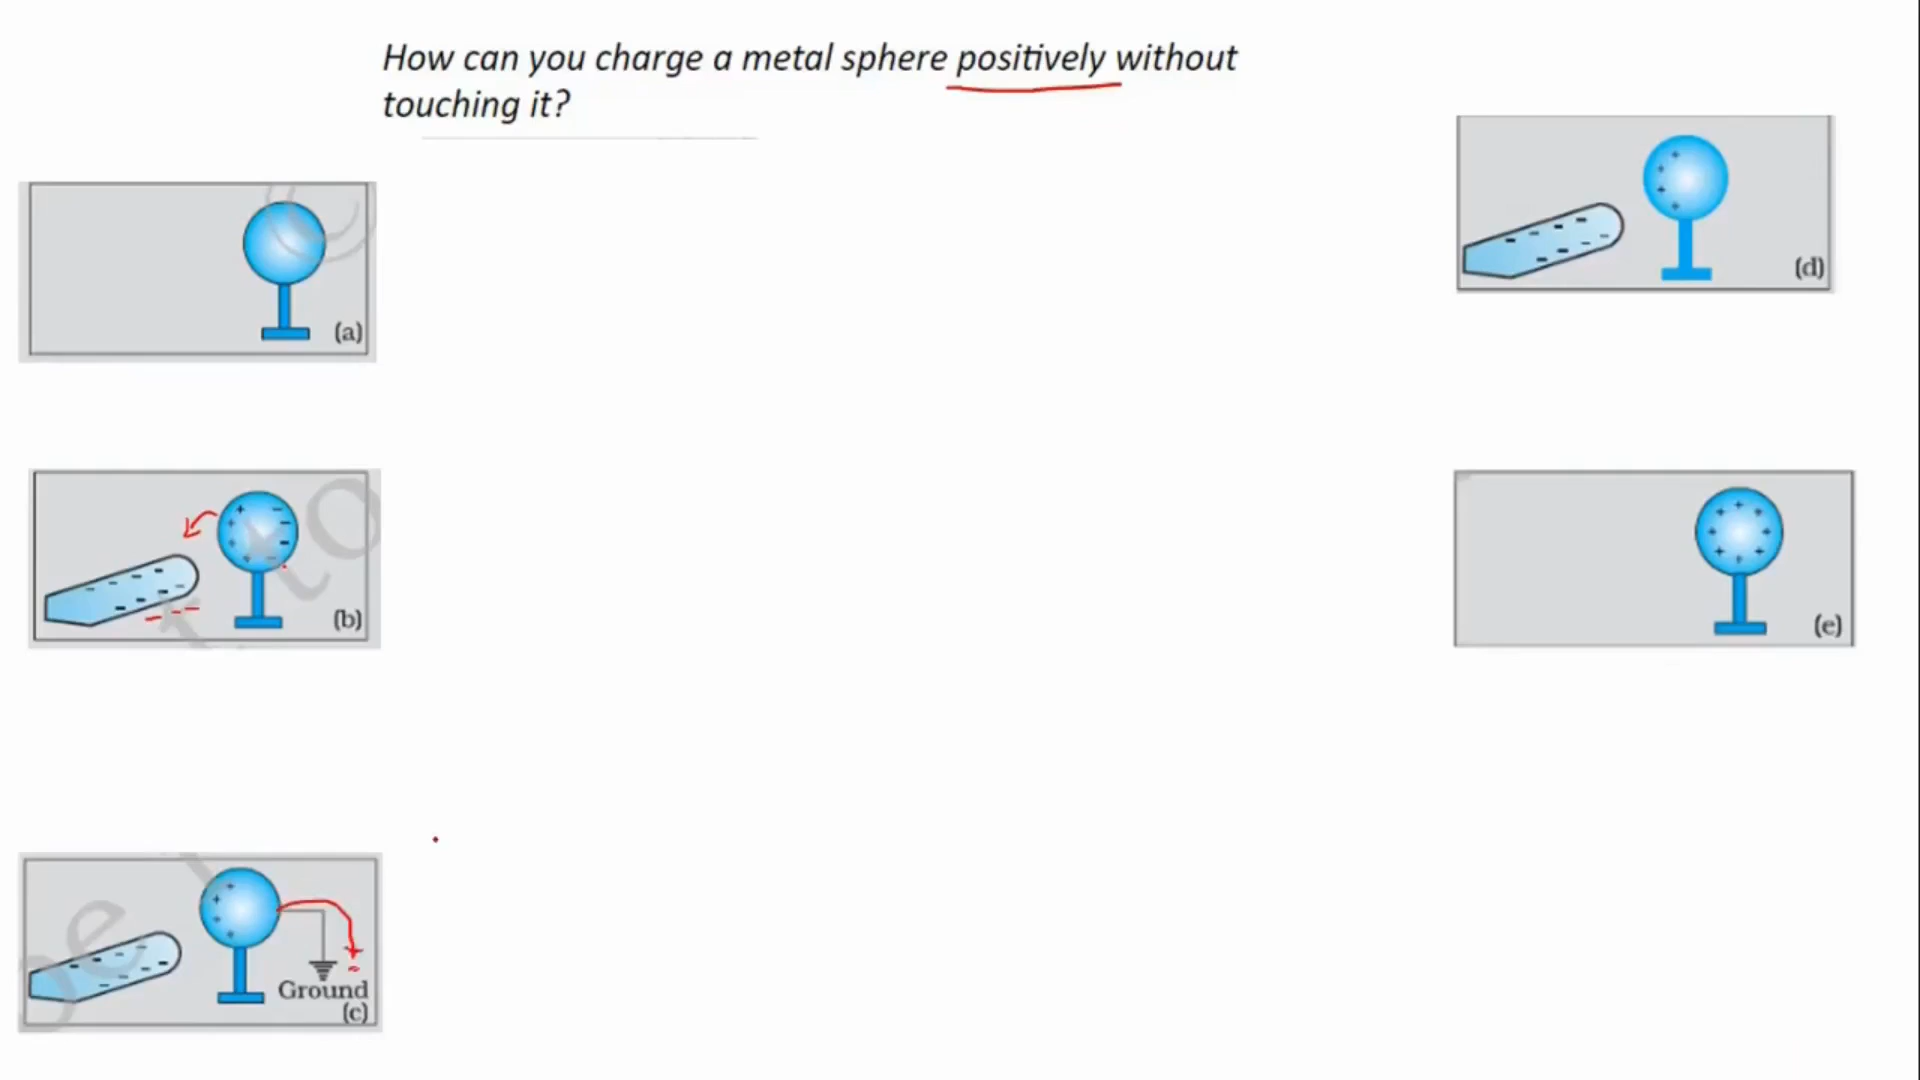 How can you charge a metal sphere positively without
touching it?
(a)
(b)
Ground
(c)
(d)
(e)